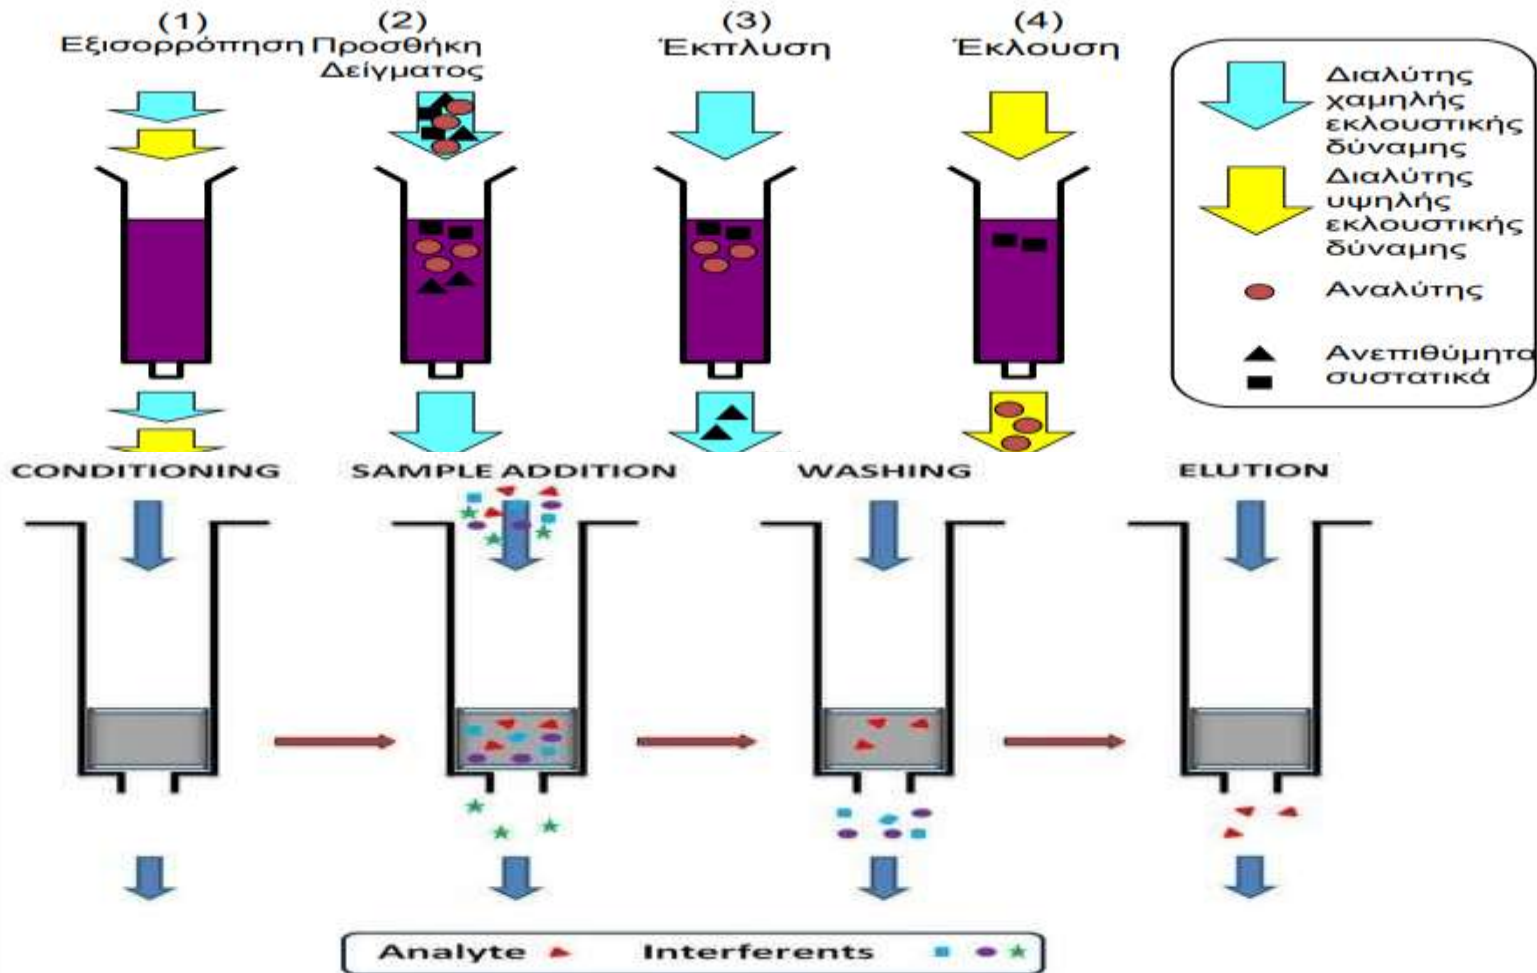 (1)
Εξισορρόπηση
(2)
Προσθήκη
Δείγματος
(3)
Έκπλυση
(4)
Έκλουση
Διαλύτης
χαμηλής
εκλουστικής
δύναμης
Διαλύτης
υψηλής
εκλουστικής
δύναμης
Αναλύτης
Ανεπιθύμητα
συστατικά
CONDITIONING
SAMPLE ADDITION
WASHING
ELUTION
Analyte
Interferents